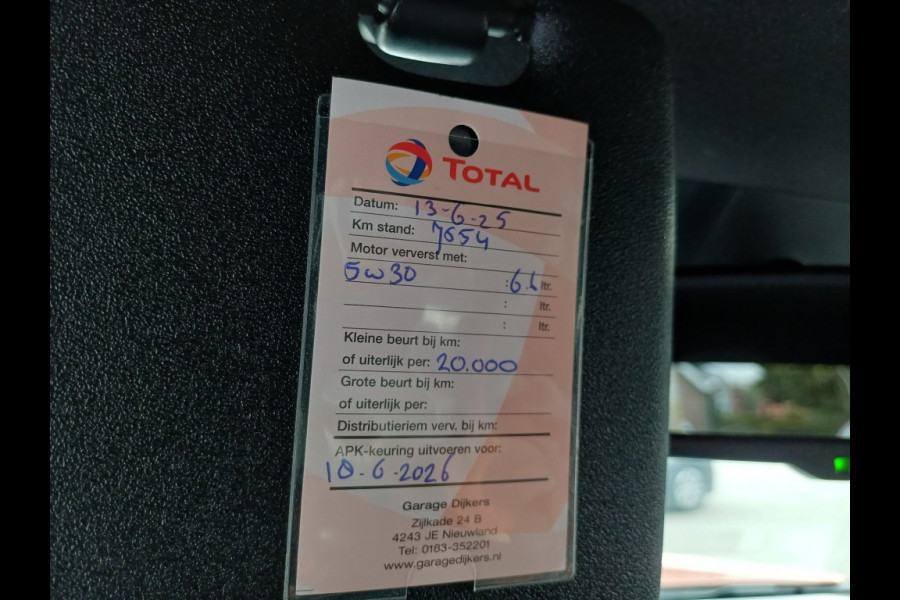 TOTAL
Datum: 13-6-25
Km stand: 7654
Motor ververst met:
5w30 : 6.L ltr.
: ltr.
: ltr.
Kleine beurt bij km:
of uiterlijk per: 20.000
Grote beurt bij km:
of uiterlijk per:
Distributieriem verv. bij km:
APK-keuring uitvoeren voor:
10-6-2026
Garage Dijkers
Zijlkade 24 B
4243 JE Nieuwland
Tel: 0183-352201
www.garagedijkers.nl